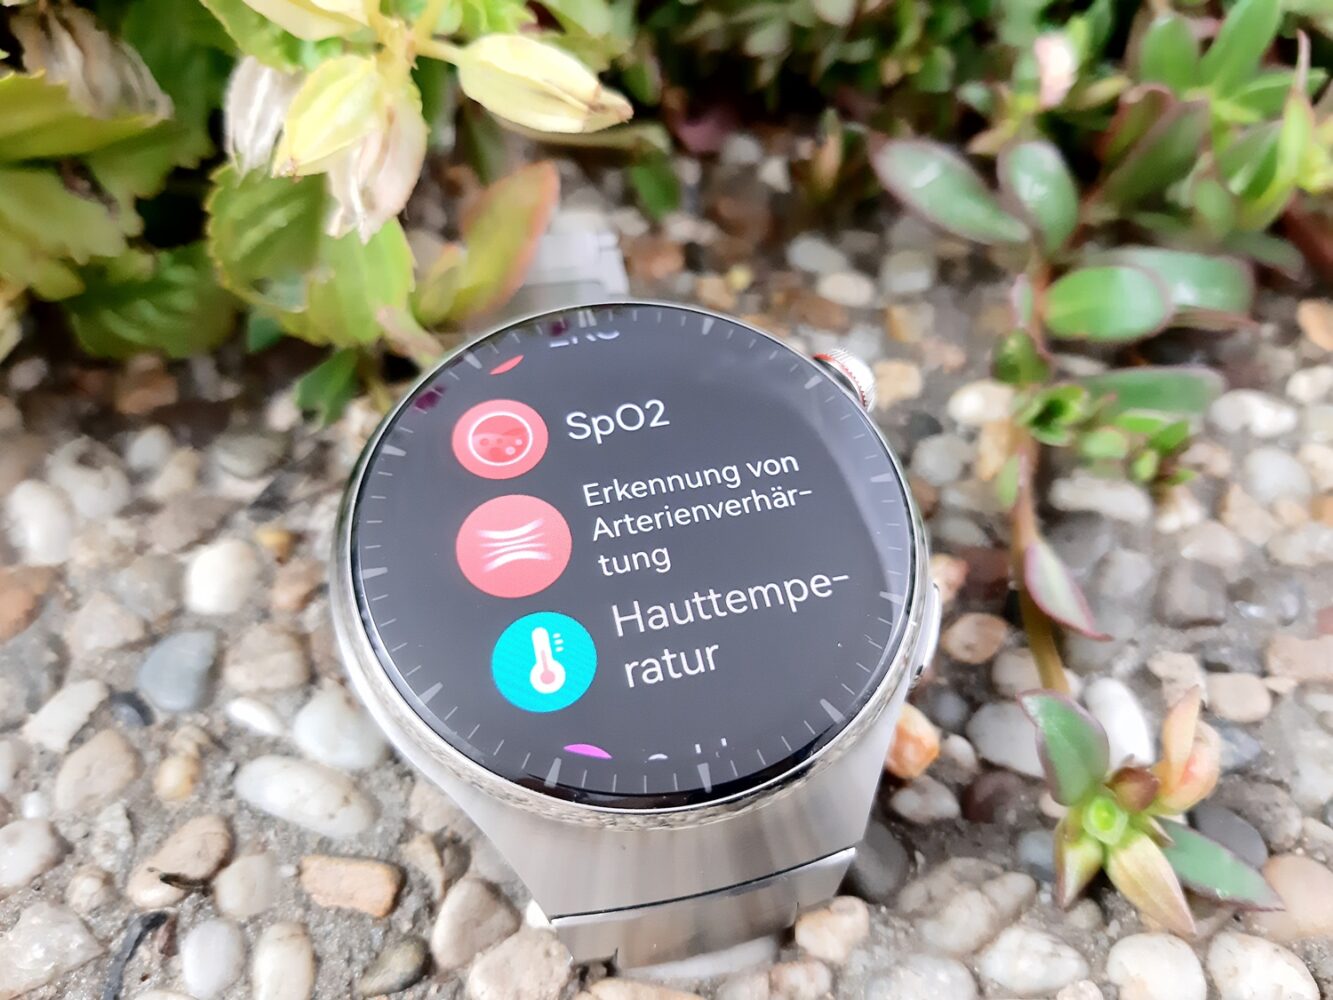 SpO2
Erkennung von
Arterienverhär-
tung
Hauttempe-
ratur